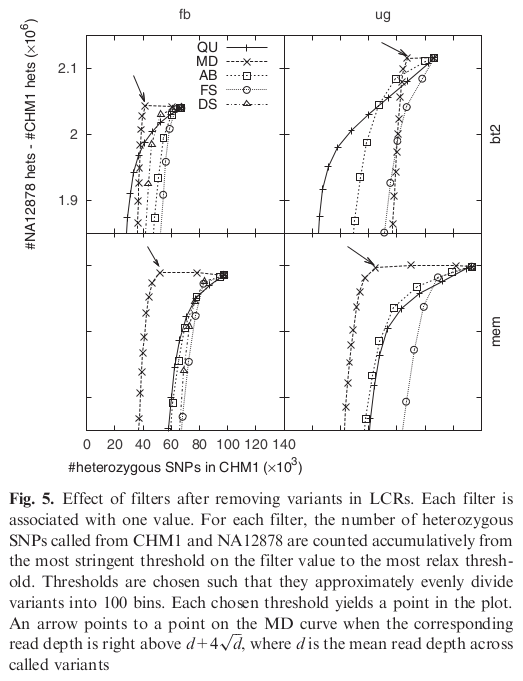 fb
ug
#NA12878 hets - #CHM1 hets (×10⁶)
2.1
2
1.9
QU
MD
AB
FS
DS
bt2
mem
0 20 40 60 80 100 120 140
#heterozygous SNPs in CHM1 (×10³)
Fig. 5. Effect of filters after removing variants in LCRs. Each filter is
associated with one value. For each filter, the number of heterozygous
SNPs called from CHM1 and NA12878 are counted accumulatively from
the most stringent threshold on the filter value to the most relax thresh-
old. Thresholds are chosen such that they approximately evenly divide
variants into 100 bins. Each chosen threshold yields a point in the plot.
An arrow points to a point on the MD curve when the corresponding
read depth is right above d+4√d, where d is the mean read depth across
called variants